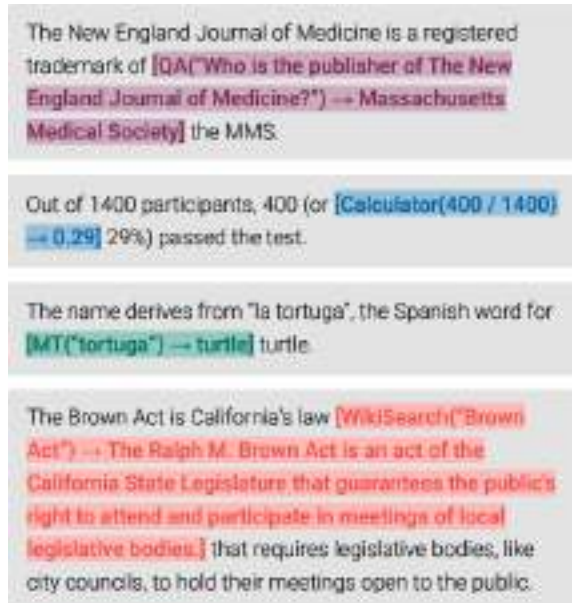 The New England Journal of Medicine is a registered
trademark of [QA("Who is the publisher of The New
England Journal of Medicine?") → Massachusetts
Medical Society] the MMS.
Out of 1400 participants, 400 (or [Calculator(400 / 1400)
→ 0.29] 29%) passed the test.
The name derives from "la tortuga", the Spanish word for
[MT("tortuga") → turtle] turtle.
The Brown Act is California's law [WikiSearch("Brown
Act") → The Ralph M. Brown Act is an act of the
California State Legislature that guarantees the public's
right to attend and participate in meetings of local
legislative bodies.] that requires legislative bodies, like
city councils, to hold their meetings open to the public.